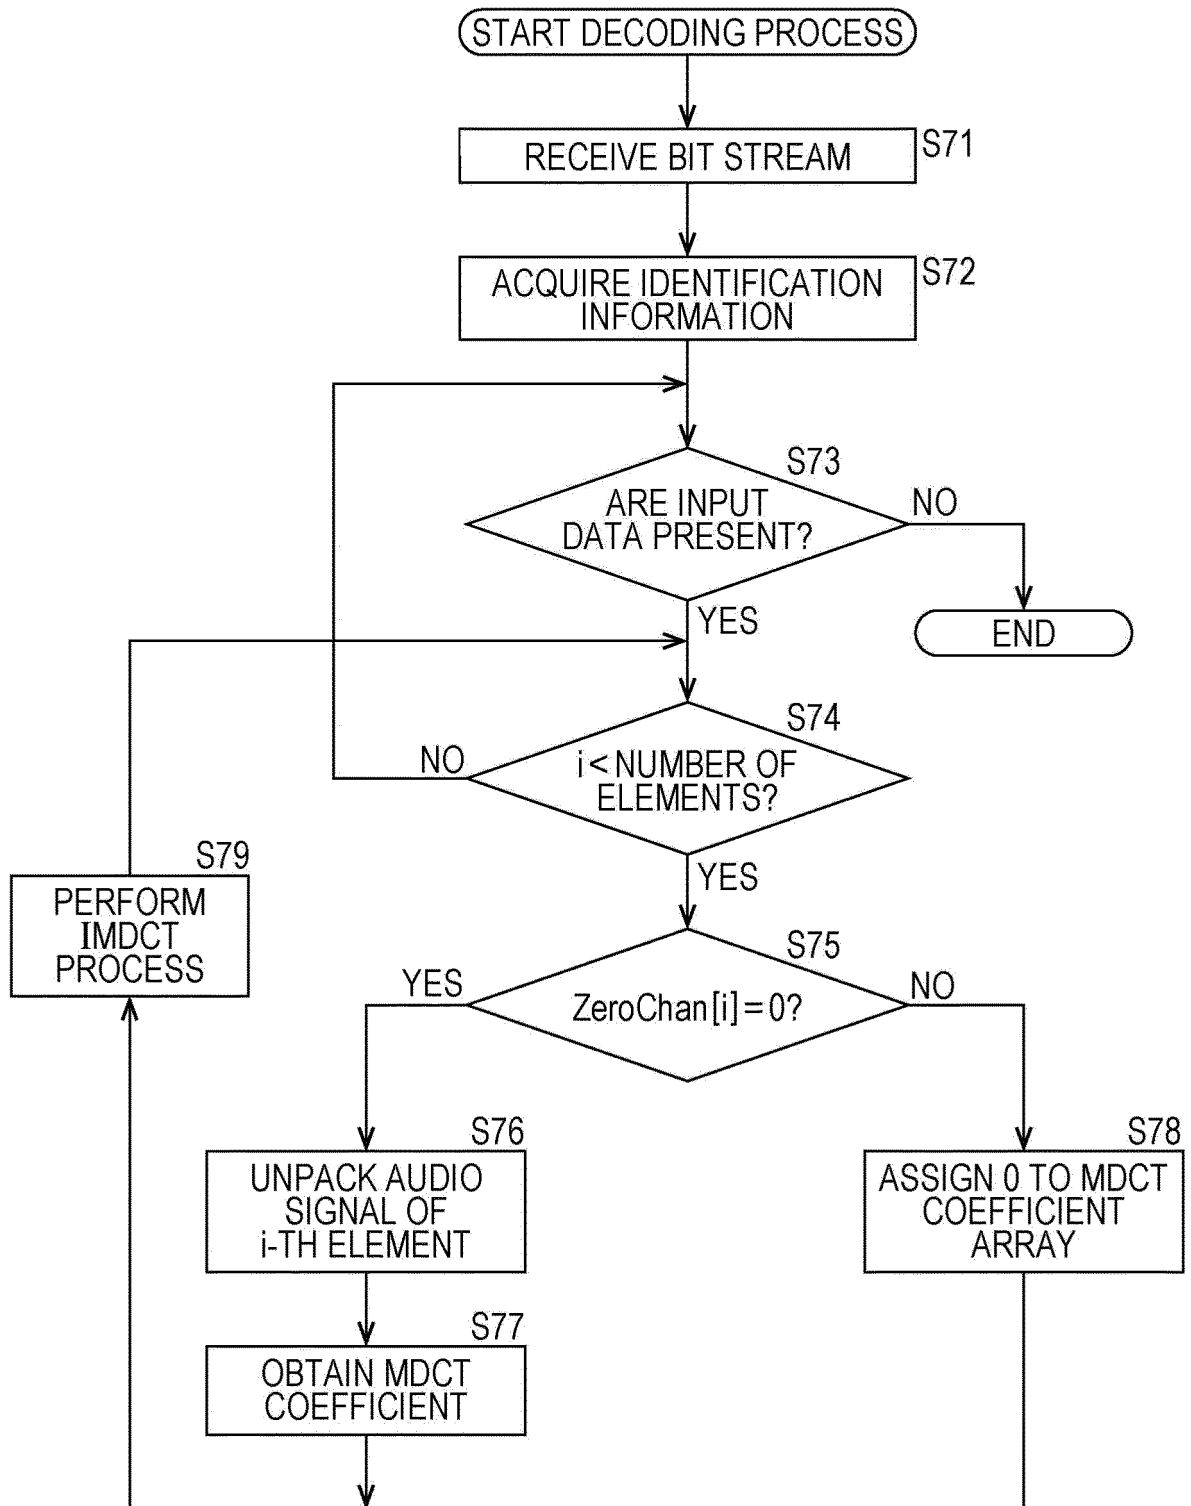 START DECODING PROCESS
S71
RECEIVE BIT STREAM
S72
ACQUIRE IDENTIFICATION
INFORMATION
S73
ARE INPUT
DATA PRESENT?
NO
YES
END
S74
i < NUMBER OF
ELEMENTS?
NO
YES
S79
PERFORM
IMDCT
PROCESS
S75
ZeroChan[i]=0?
YES
NO
S76
UNPACK AUDIO
SIGNAL OF
i-TH ELEMENT
S78
ASSIGN 0 TO MDCT
COEFFICIENT
ARRAY
S77
OBTAIN MDCT
COEFFICIENT